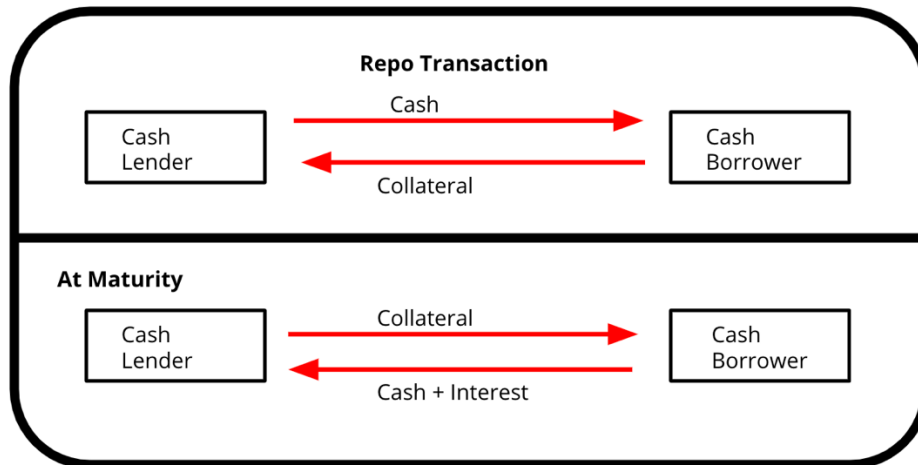 Repo Transaction
Cash
Cash
Lender
Cash
Borrower
Collateral
At Maturity
Collateral
Cash
Lender
Cash
Borrower
Cash + Interest